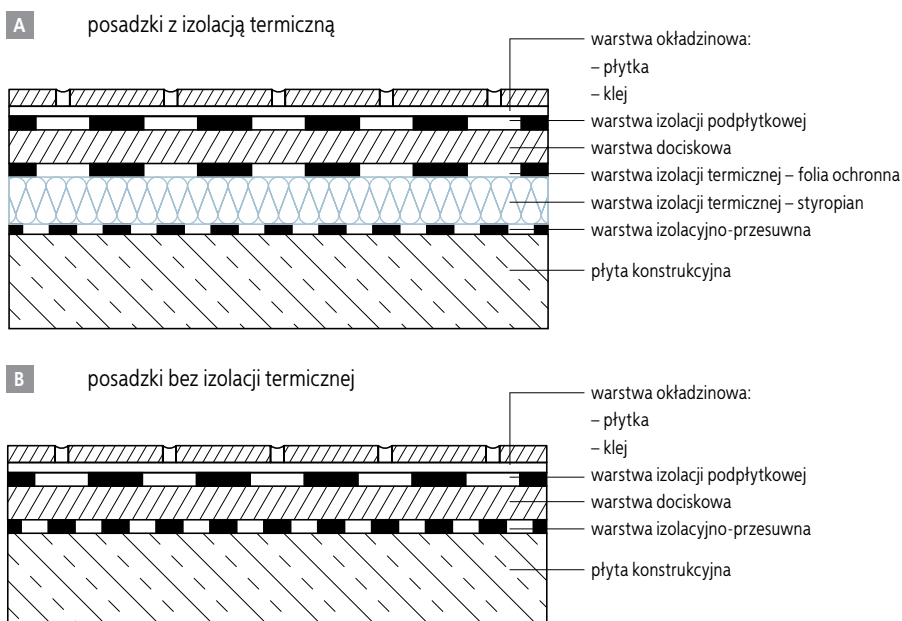 A
posadzki z izolacją termiczną
warstwa okładzinowa:
– płytka
– klej
warstwa izolacji podpłytkowej
warstwa dociskowa
warstwa izolacji termicznej – folia ochronna
warstwa izolacji termicznej – styropian
warstwa izolacyjno-przesuwna
płyta konstrukcyjna
B
posadzki bez izolacji termicznej
warstwa okładzinowa:
– płytka
– klej
warstwa izolacji podpłytkowej
warstwa dociskowa
warstwa izolacyjno-przesuwna
płyta konstrukcyjna